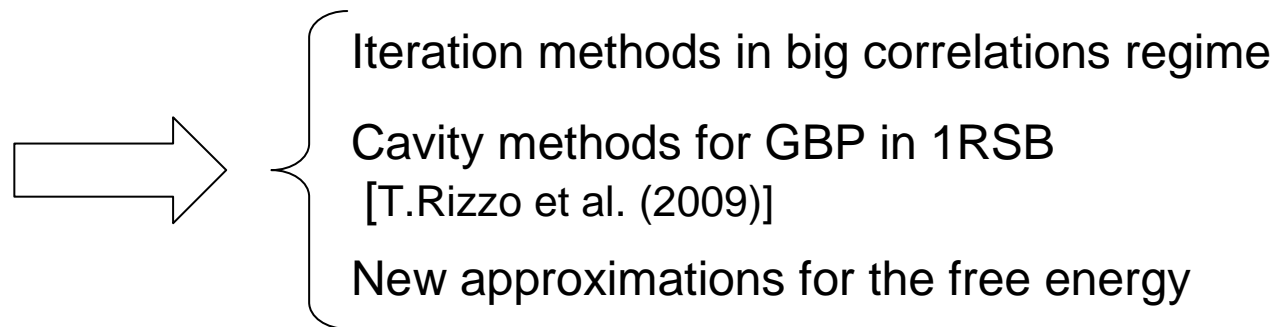 Iteration methods in big correlations regime
Cavity methods for GBP in 1RSB
[T.Rizzo et al. (2009)]
New approximations for the free energy